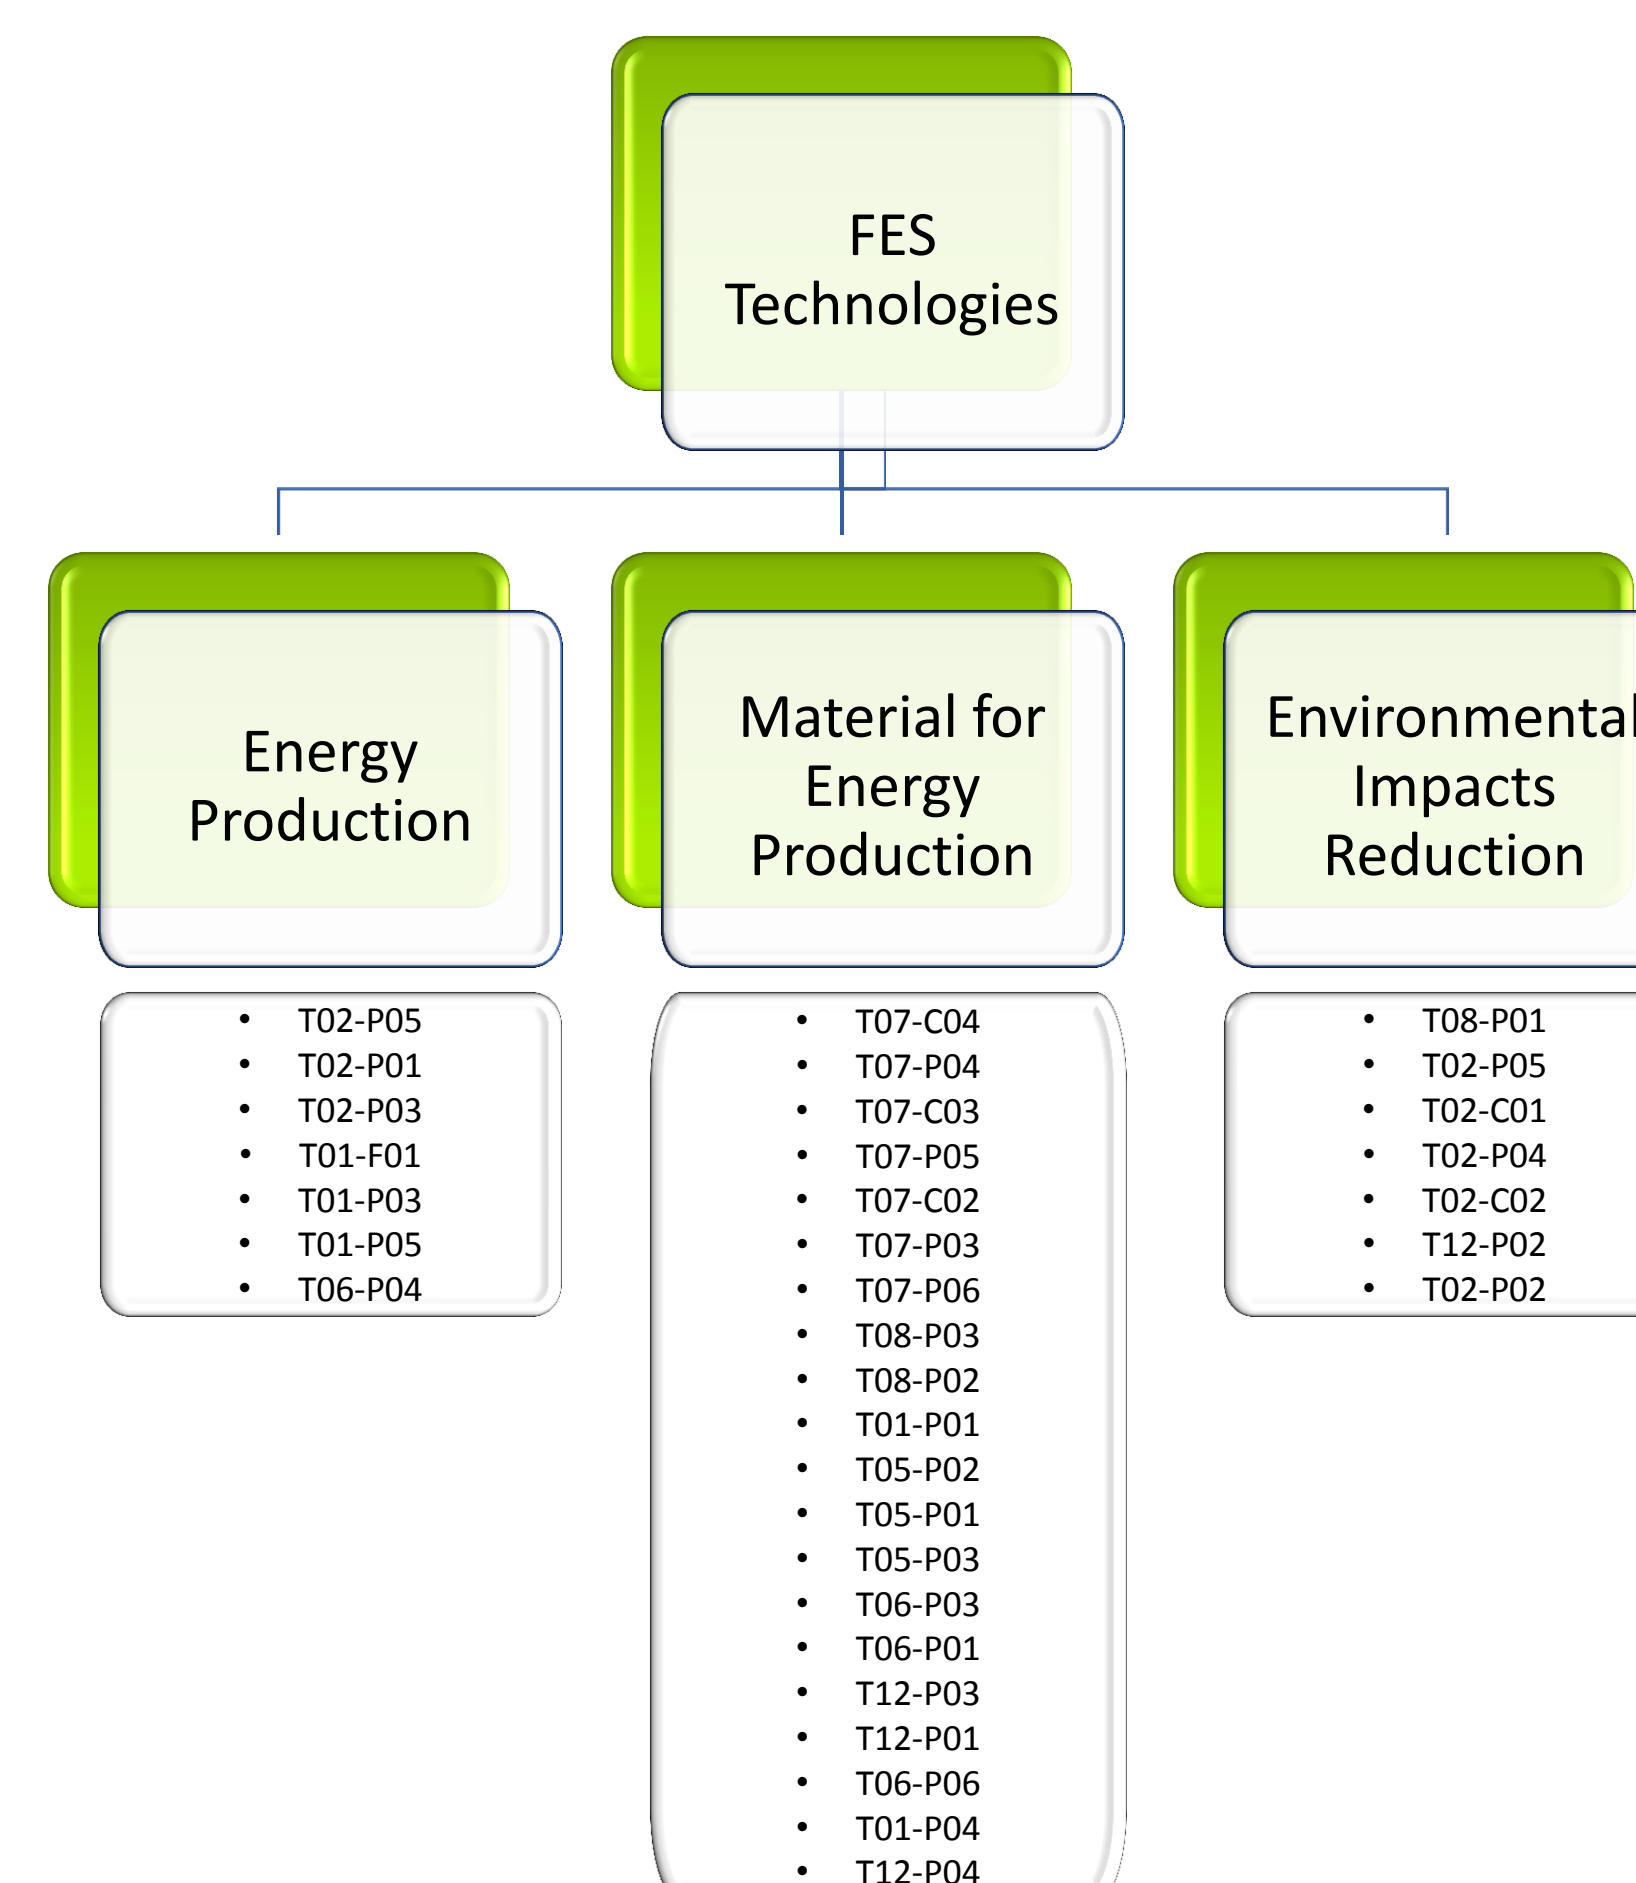 FES
Technologies
Energy
Production
Material for
Energy
Production
Environmental
Impacts
Reduction
• T02-P05
• T02-P01
• T02-P03
• T01-F01
• T01-P03
• T01-P05
• T06-P04
• T07-C04
• T07-P04
• T07-C03
• T07-P05
• T07-C02
• T07-P03
• T07-P06
• T08-P03
• T08-P02
• T01-P01
• T05-P02
• T05-P01
• T05-P03
• T06-P03
• T06-P01
• T12-P03
• T12-P01
• T06-P06
• T01-P04
• T12-P04
• T08-P01
• T02-P05
• T02-C01
• T02-P04
• T02-C02
• T12-P02
• T02-P02